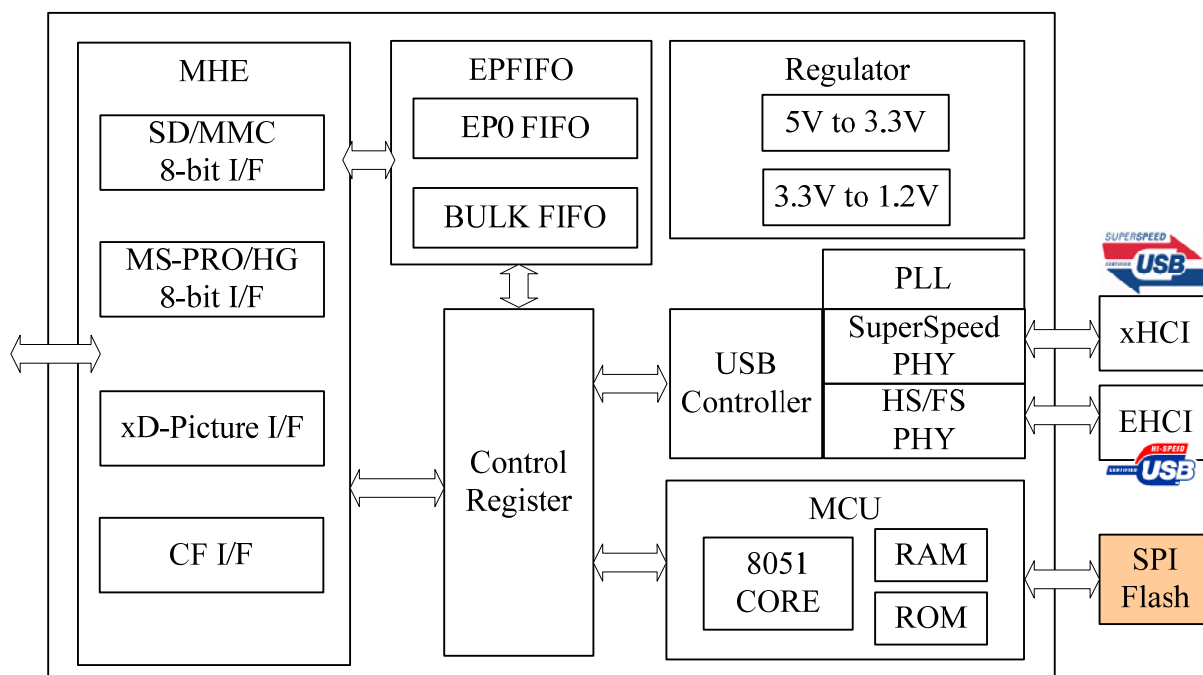 MHE
SD/MMC
8-bit I/F
MS-PRO/HG
8-bit I/F
xD-Picture I/F
CF I/F
EPFIFO
EP0 FIFO
BULK FIFO
Control
Register
Regulator
5V to 3.3V
3.3V to 1.2V
PLL
USB
Controller
SuperSpeed
PHY
HS/FS
PHY
MCU
8051
CORE
RAM
ROM
SUPERSPEED
CERTIFIED
USB
xHCI
EHCI
HI-SPEED
CERTIFIED
USB
SPI
Flash